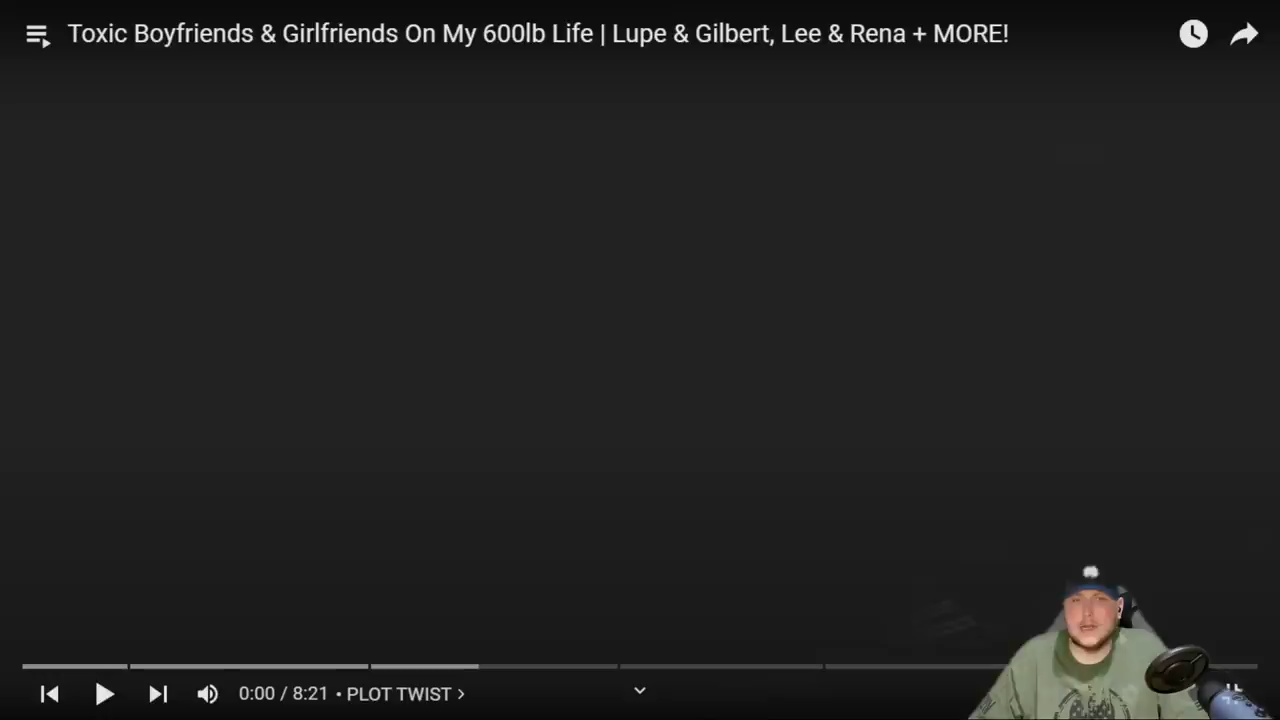 Toxic Boyfriends & Girlfriends On My 600lb Life | Lupe & Gilbert, Lee & Rena + MORE!
0:00 / 8:21 • PLOT TWIST >